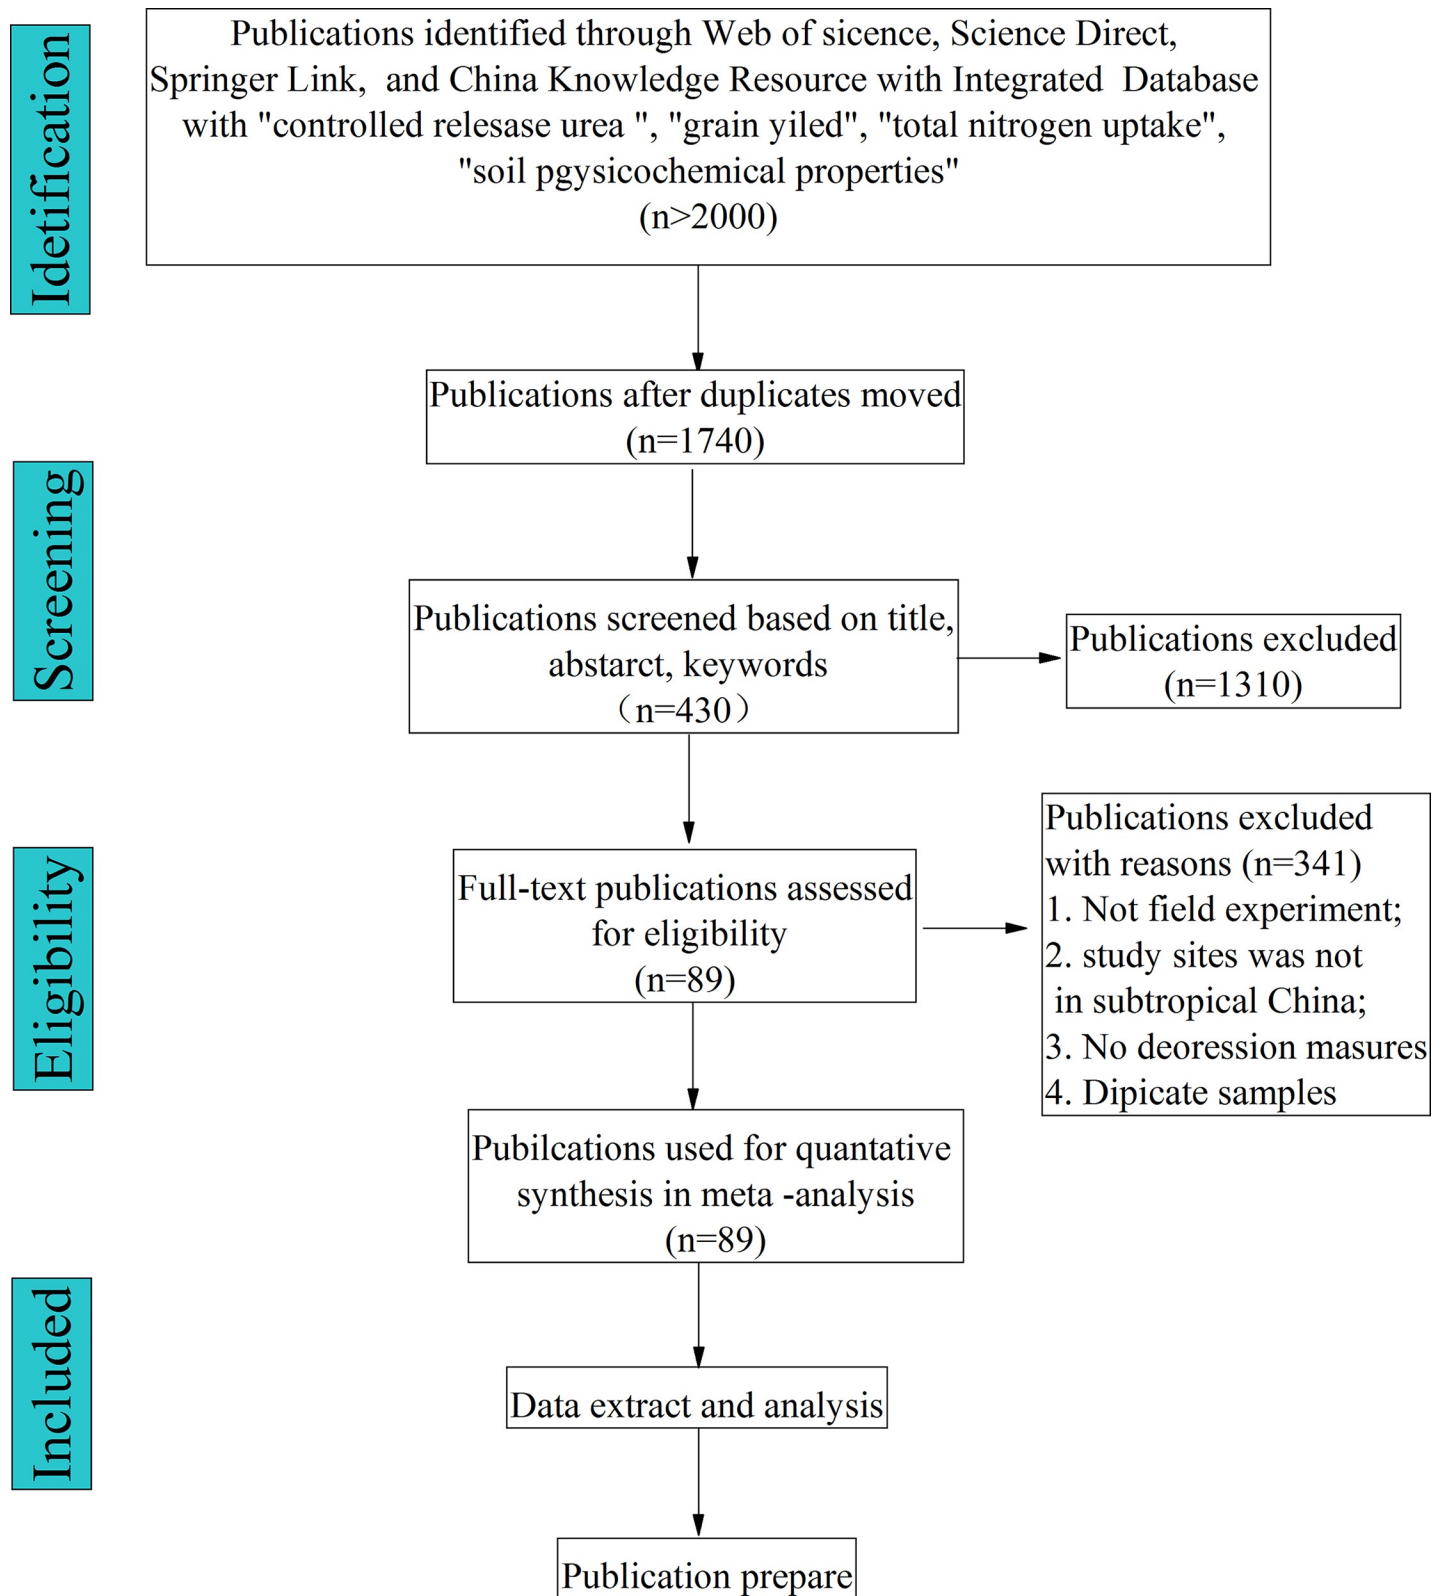 Idetification
Publications identified through Web of sicence, Science Direct,
Springer Link, and China Knowledge Resource with Integrated Database
with "controlled relesase urea ", "grain yiled", "total nitrogen uptake",
"soil pgysicochemical properties"
(n>2000)
Publications after duplicates moved
(n=1740)
Screening
Publications screened based on title,
abstarct, keywords
（n=430）
Publications excluded
(n=1310)
Eligibility
Full-text publications assessed
for eligibility
(n=89)
Publications excluded
with reasons (n=341)
1. Not field experiment;
2. study sites was not
in subtropical China;
3. No deoression masures
4. Dipicate samples
Pubilcations used for quantative
synthesis in meta -analysis
(n=89)
Included
Data extract and analysis
Publication prepare